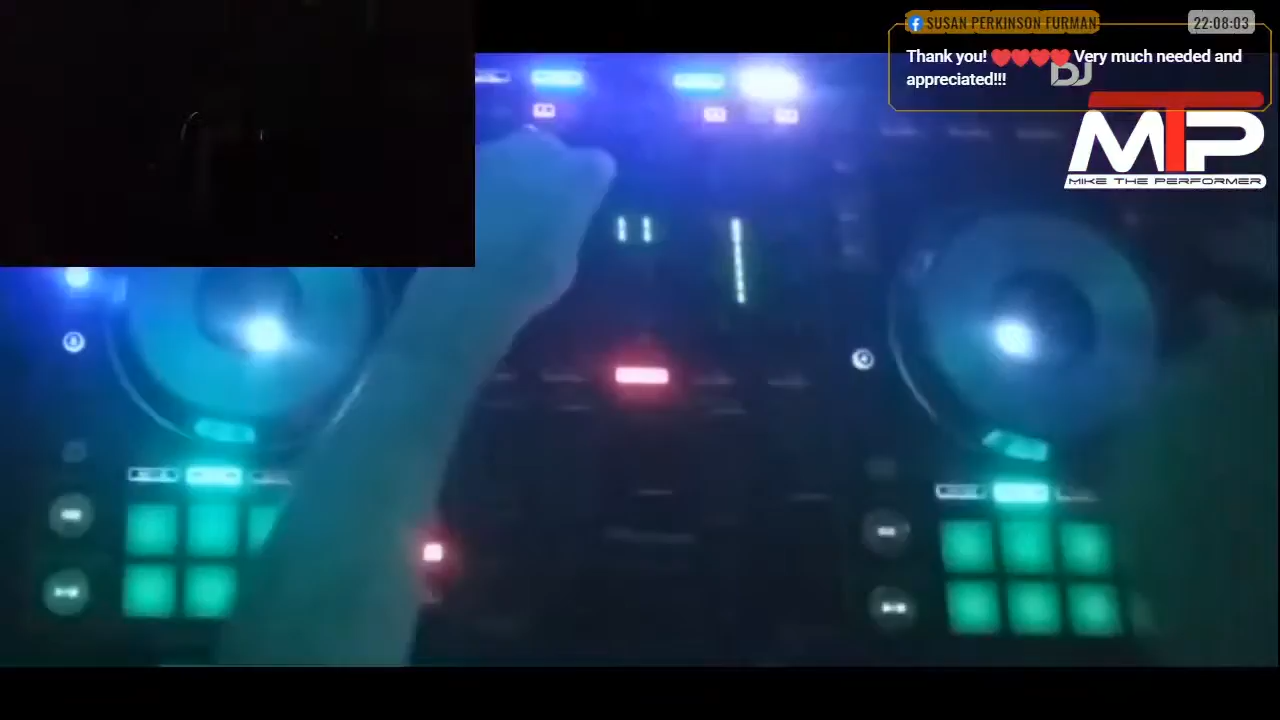 SUSAN PERKINSON FURMAN
22:08:03
Thank you! ❤❤❤❤ Very much needed and
appreciated!!!
DJ
MTP
MIKE THE PERFORMER